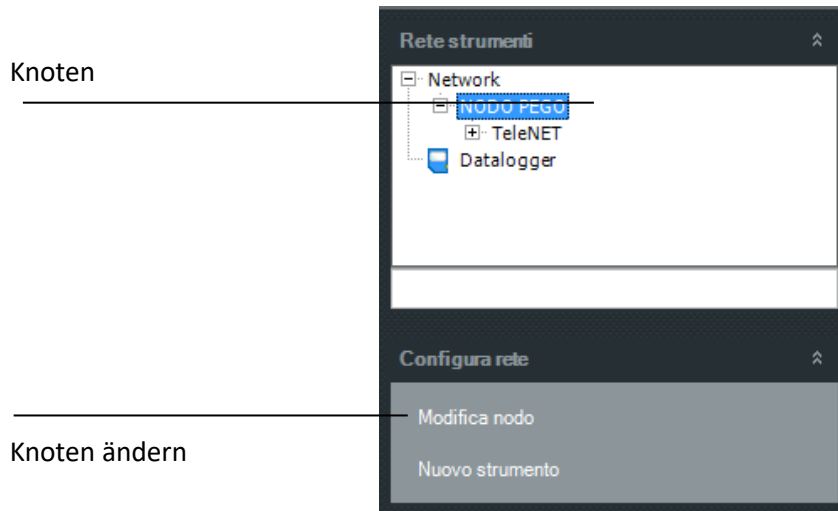 Rete strumenti
Knoten
Network
NODO PEGO
TeleNET
Datalogger
Configura rete
Modifica nodo
Knoten ändern
Nuovo strumento